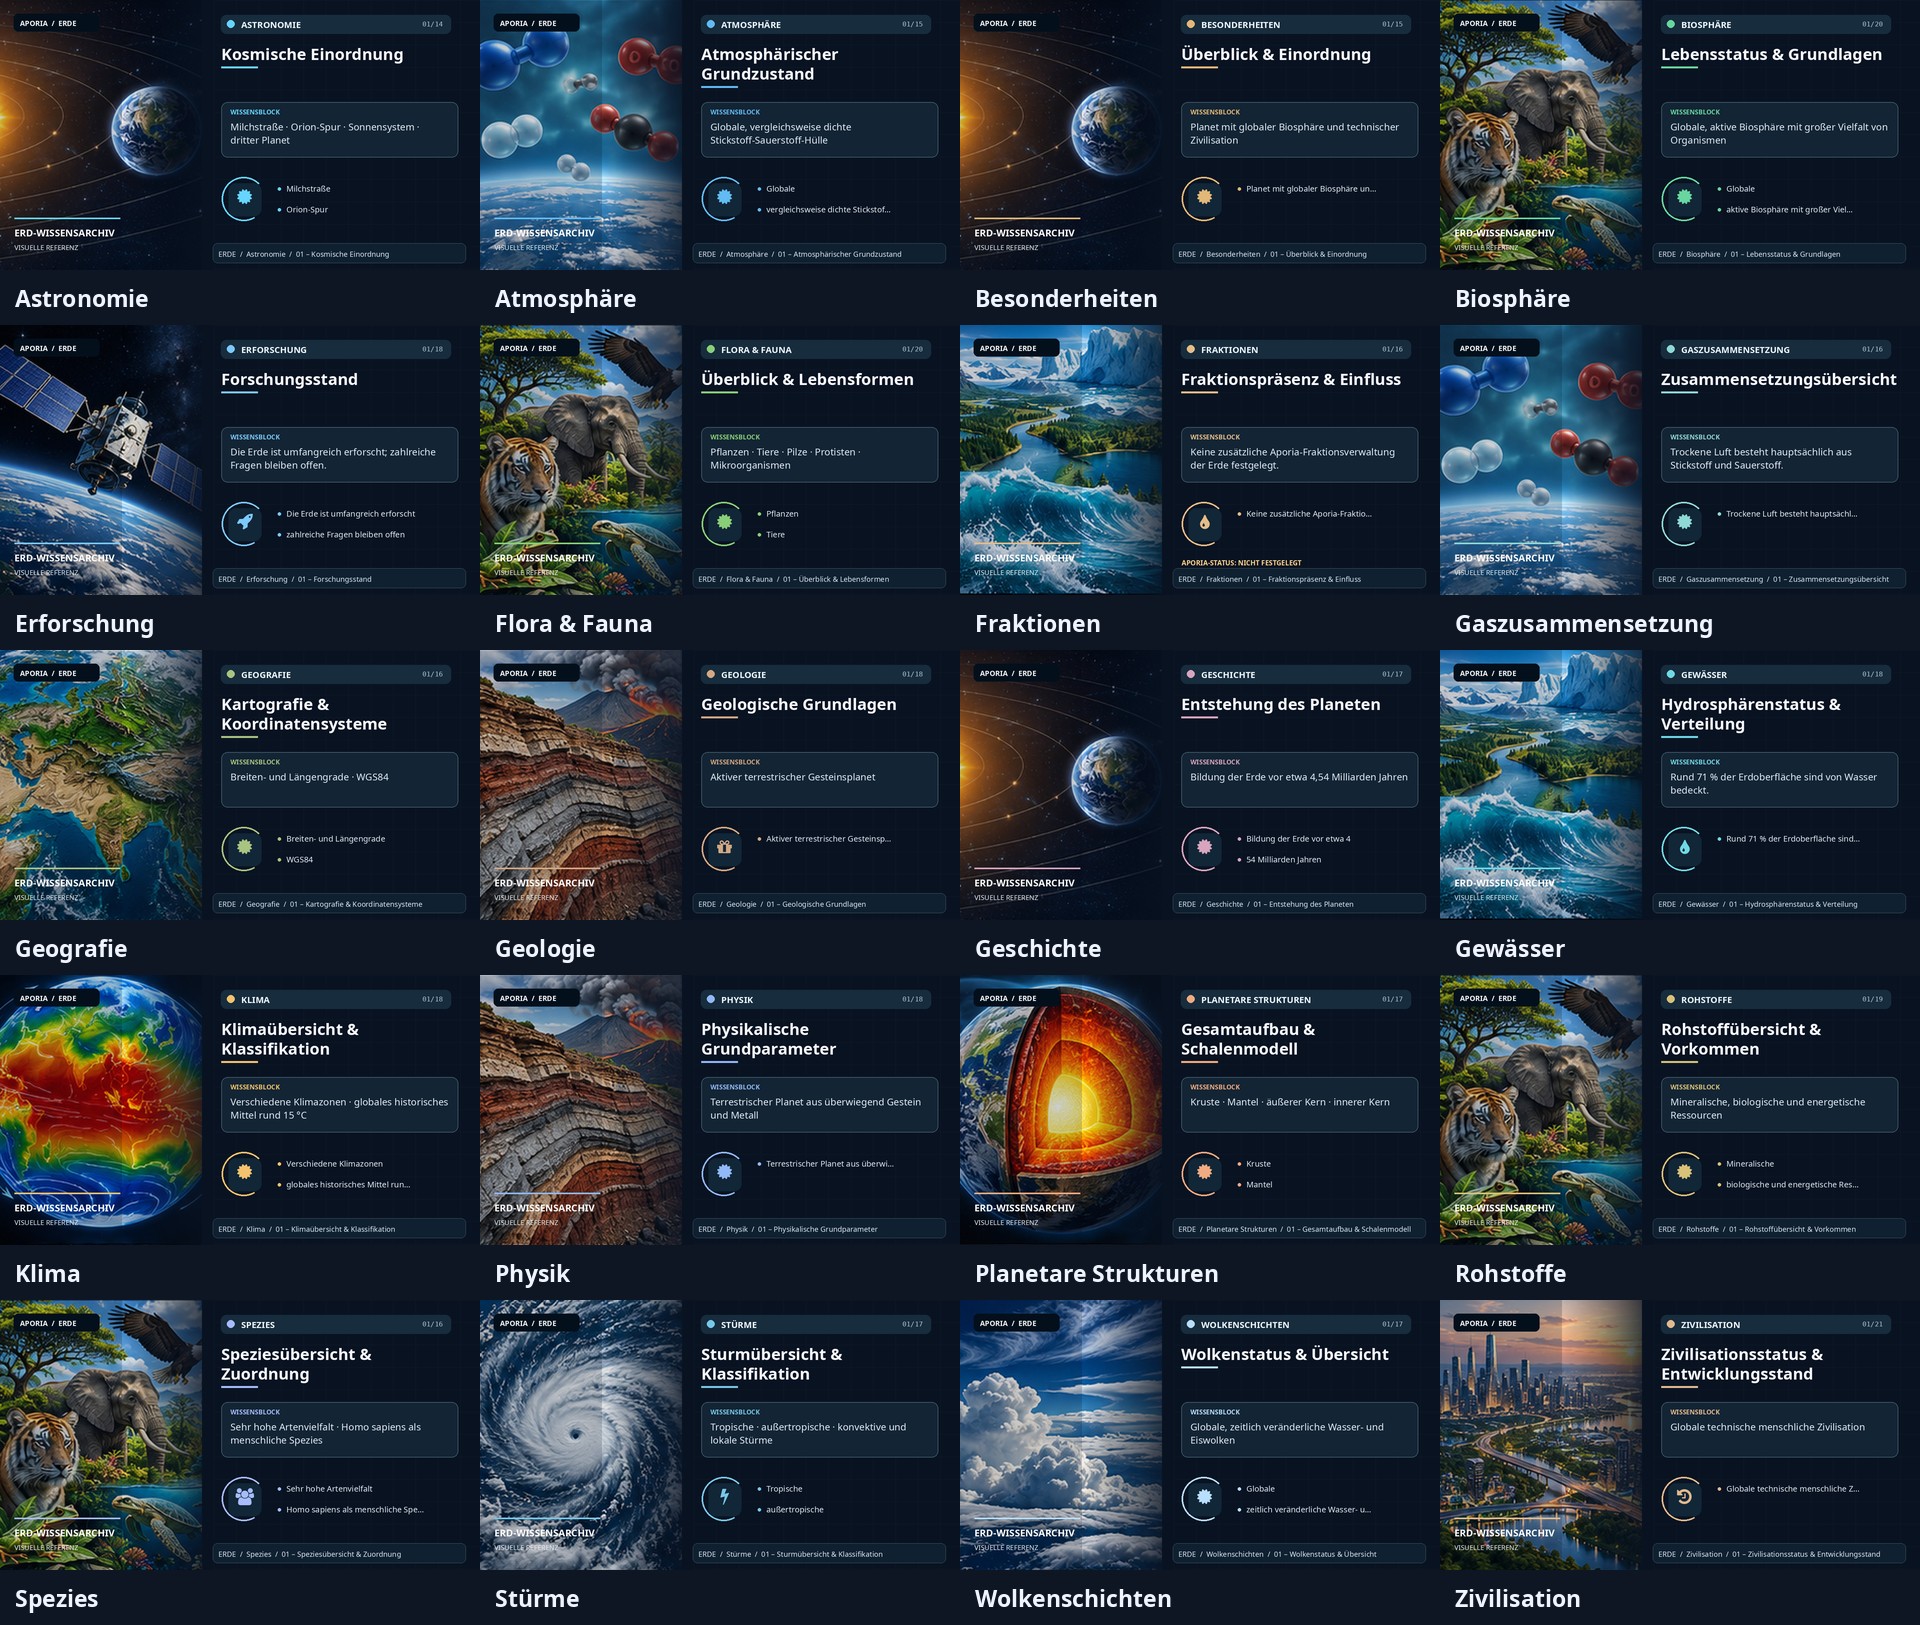 APORIA / ERDE
ASTRONOMIE 01/14
Kosmische Einordnung
WISSENSBLOCK
Milchstraße · Orion-Spur · Sonnensystem ·
dritter Planet
Milchstraße
Orion-Spur
ERD-WISSENSARCHIV
VISUELLE REFERENZ
ERDE / Astronomie / 01 – Kosmische Einordnung
Astronomie
APORIA / ERDE
ATMOSPHÄRE 01/15
Atmosphärischer
Grundzustand
WISSENSBLOCK
Globale, vergleichsweise dichte
Stickstoff-Sauerstoff-Hülle
Globale
vergleichsweise dichte Stickstof...
ERD-WISSENSARCHIV
VISUELLE REFERENZ
ERDE / Atmosphäre / 01 – Atmosphärischer Grundzustand
Atmosphäre
APORIA / ERDE
BESONDERHEITEN 01/15
Überblick & Einordnung
WISSENSBLOCK
Planet mit globaler Biosphäre und technischer
Zivilisation
Planet mit globaler Biosphäre un...
ERD-WISSENSARCHIV
VISUELLE REFERENZ
ERDE / Besonderheiten / 01 – Überblick & Einordnung
Besonderheiten
APORIA / ERDE
BIOSPHÄRE 01/20
Lebensstatus & Grundlagen
WISSENSBLOCK
Globale, aktive Biosphäre mit großer Vielfalt von
Organismen
Globale
aktive Biosphäre mit großer Viel...
ERD-WISSENSARCHIV
VISUELLE REFERENZ
ERDE / Biosphäre / 01 – Lebensstatus & Grundlagen
Biosphäre
APORIA / ERDE
ERFORSCHUNG 01/18
Forschungsstand
WISSENSBLOCK
Die Erde ist umfangreich erforscht; zahlreiche
Fragen bleiben offen.
Die Erde ist umfangreich erforscht
zahlreiche Fragen bleiben offen
ERD-WISSENSARCHIV
VISUELLE REFERENZ
ERDE / Erforschung / 01 – Forschungsstand
Erforschung
APORIA / ERDE
FLORA & FAUNA 01/20
Überblick & Lebensformen
WISSENSBLOCK
Pflanzen · Tiere · Pilze · Protisten ·
Mikroorganismen
Pflanzen
Tiere
ERD-WISSENSARCHIV
VISUELLE REFERENZ
ERDE / Flora & Fauna / 01 – Überblick & Lebensformen
Flora & Fauna
APORIA / ERDE
FRAKTIONEN 01/16
Fraktionspräsenz & Einfluss
WISSENSBLOCK
Keine zusätzliche Aporia-Fraktionsverwaltung
der Erde festgelegt.
Keine zusätzliche Aporia-Fraktio...
ERD-WISSENSARCHIV
VISUELLE REFERENZ
APORIA-STATUS: NICHT FESTGELEGT
ERDE / Fraktionen / 01 – Fraktionspräsenz & Einfluss
Fraktionen
APORIA / ERDE
GASZUSAMMENSETZUNG 01/16
Zusammensetzungsübersicht
WISSENSBLOCK
Trockene Luft besteht hauptsächlich aus
Stickstoff und Sauerstoff.
Trockene Luft besteht hauptsächl...
ERD-WISSENSARCHIV
VISUELLE REFERENZ
ERDE / Gaszusammensetzung / 01 – Zusammensetzungsübersicht
Gaszusammensetzung
APORIA / ERDE
GEOGRAFIE 01/16
Kartografie &
Koordinatensysteme
WISSENSBLOCK
Breiten- und Längengrade · WGS84
Breiten- und Längengrade
WGS84
ERD-WISSENSARCHIV
VISUELLE REFERENZ
ERDE / Geografie / 01 – Kartografie & Koordinatensysteme
Geografie
APORIA / ERDE
GEOLOGIE 01/18
Geologische Grundlagen
WISSENSBLOCK
Aktiver terrestrischer Gesteinsplanet
Aktiver terrestrischer Gesteinsp...
ERD-WISSENSARCHIV
VISUELLE REFERENZ
ERDE / Geologie / 01 – Geologische Grundlagen
Geologie
APORIA / ERDE
GESCHICHTE 01/17
Entstehung des Planeten
WISSENSBLOCK
Bildung der Erde vor etwa 4,54 Milliarden Jahren
Bildung der Erde vor etwa 4
54 Milliarden Jahren
ERD-WISSENSARCHIV
VISUELLE REFERENZ
ERDE / Geschichte / 01 – Entstehung des Planeten
Geschichte
APORIA / ERDE
GEWÄSSER 01/18
Hydrosphärenstatus &
Verteilung
WISSENSBLOCK
Rund 71 % der Erdoberfläche sind von Wasser
bedeckt.
Rund 71 % der Erdoberfläche sind...
ERD-WISSENSARCHIV
VISUELLE REFERENZ
ERDE / Gewässer / 01 – Hydrosphärenstatus & Verteilung
Gewässer
APORIA / ERDE
KLIMA 01/18
Klimaübersicht &
Klassifikation
WISSENSBLOCK
Verschiedene Klimazonen · globales historisches
Mittel rund 15 °C
Verschiedene Klimazonen
globales historisches Mittel run...
ERD-WISSENSARCHIV
VISUELLE REFERENZ
ERDE / Klima / 01 – Klimaübersicht & Klassifikation
Klima
APORIA / ERDE
PHYSIK 01/18
Physikalische
Grundparameter
WISSENSBLOCK
Terrestrischer Planet aus überwiegend Gestein
und Metall
Terrestrischer Planet aus überwi...
ERD-WISSENSARCHIV
VISUELLE REFERENZ
ERDE / Physik / 01 – Physikalische Grundparameter
Physik
APORIA / ERDE
PLANETARE STRUKTUREN 01/17
Gesamtaufbau &
Schalenmodell
WISSENSBLOCK
Kruste · Mantel · äußerer Kern · innerer Kern
Kruste
Mantel
ERD-WISSENSARCHIV
VISUELLE REFERENZ
ERDE / Planetare Strukturen / 01 – Gesamtaufbau & Schalenmodell
Planetare Strukturen
APORIA / ERDE
ROHSTOFFE 01/19
Rohstoffübersicht &
Vorkommen
WISSENSBLOCK
Mineralische, biologische und energetische
Ressourcen
Mineralische
biologische und energetische Res...
ERD-WISSENSARCHIV
VISUELLE REFERENZ
ERDE / Rohstoffe / 01 – Rohstoffübersicht & Vorkommen
Rohstoffe
APORIA / ERDE
SPEZIES 01/16
Speziesübersicht &
Zuordnung
WISSENSBLOCK
Sehr hohe Artenvielfalt · Homo sapiens als
menschliche Spezies
Sehr hohe Artenvielfalt
Homo sapiens als menschliche Spe...
ERD-WISSENSARCHIV
VISUELLE REFERENZ
ERDE / Spezies / 01 – Speziesübersicht & Zuordnung
Spezies
APORIA / ERDE
STÜRME 01/17
Sturmübersicht &
Klassifikation
WISSENSBLOCK
Tropische · außertropische · konvektive und
lokale Stürme
Tropische
außertropische
ERD-WISSENSARCHIV
VISUELLE REFERENZ
ERDE / Stürme / 01 – Sturmübersicht & Klassifikation
Stürme
APORIA / ERDE
WOLKENSCHICHTEN 01/17
Wolkenstatus & Übersicht
WISSENSBLOCK
Globale, zeitlich veränderliche Wasser- und
Eiswolken
Globale
zeitlich veränderliche Wasser- u...
ERD-WISSENSARCHIV
VISUELLE REFERENZ
ERDE / Wolkenschichten / 01 – Wolkenstatus & Übersicht
Wolkenschichten
APORIA / ERDE
ZIVILISATION 01/21
Zivilisationsstatus &
Entwicklungsstand
WISSENSBLOCK
Globale technische menschliche Zivilisation
Globale technische menschliche Z...
ERD-WISSENSARCHIV
VISUELLE REFERENZ
ERDE / Zivilisation / 01 – Zivilisationsstatus & Entwicklungsstand
Zivilisation